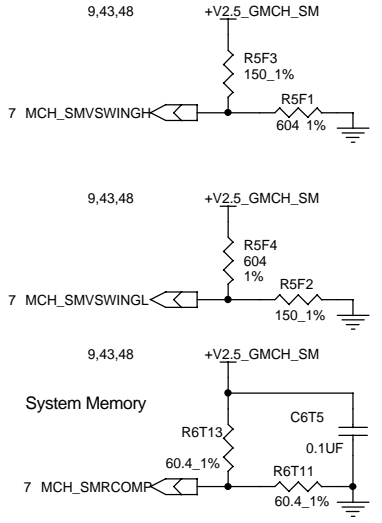 9,43,48 +V2.5_GMCH_SM
R5F3
150_1%
R5F1
7 MCH_SMVSWINGH
604 1%
9,43,48 +V2.5_GMCH_SM
R5F4
604
1%
R5F2
7 MCH_SMVSWINGL
150_1%
9,43,48 +V2.5_GMCH_SM
System Memory
C6T5
R6T13
0.1UF
60.4_1%
R6T11
7 MCH_SMRCOMP
60.4_1%